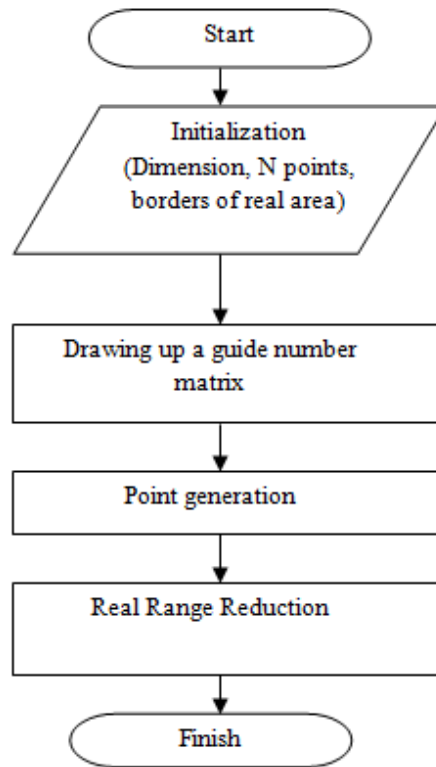 Start
Initialization
(Dimension, N points,
borders of real area)
Drawing up a guide number
matrix
Point generation
Real Range Reduction
Finish